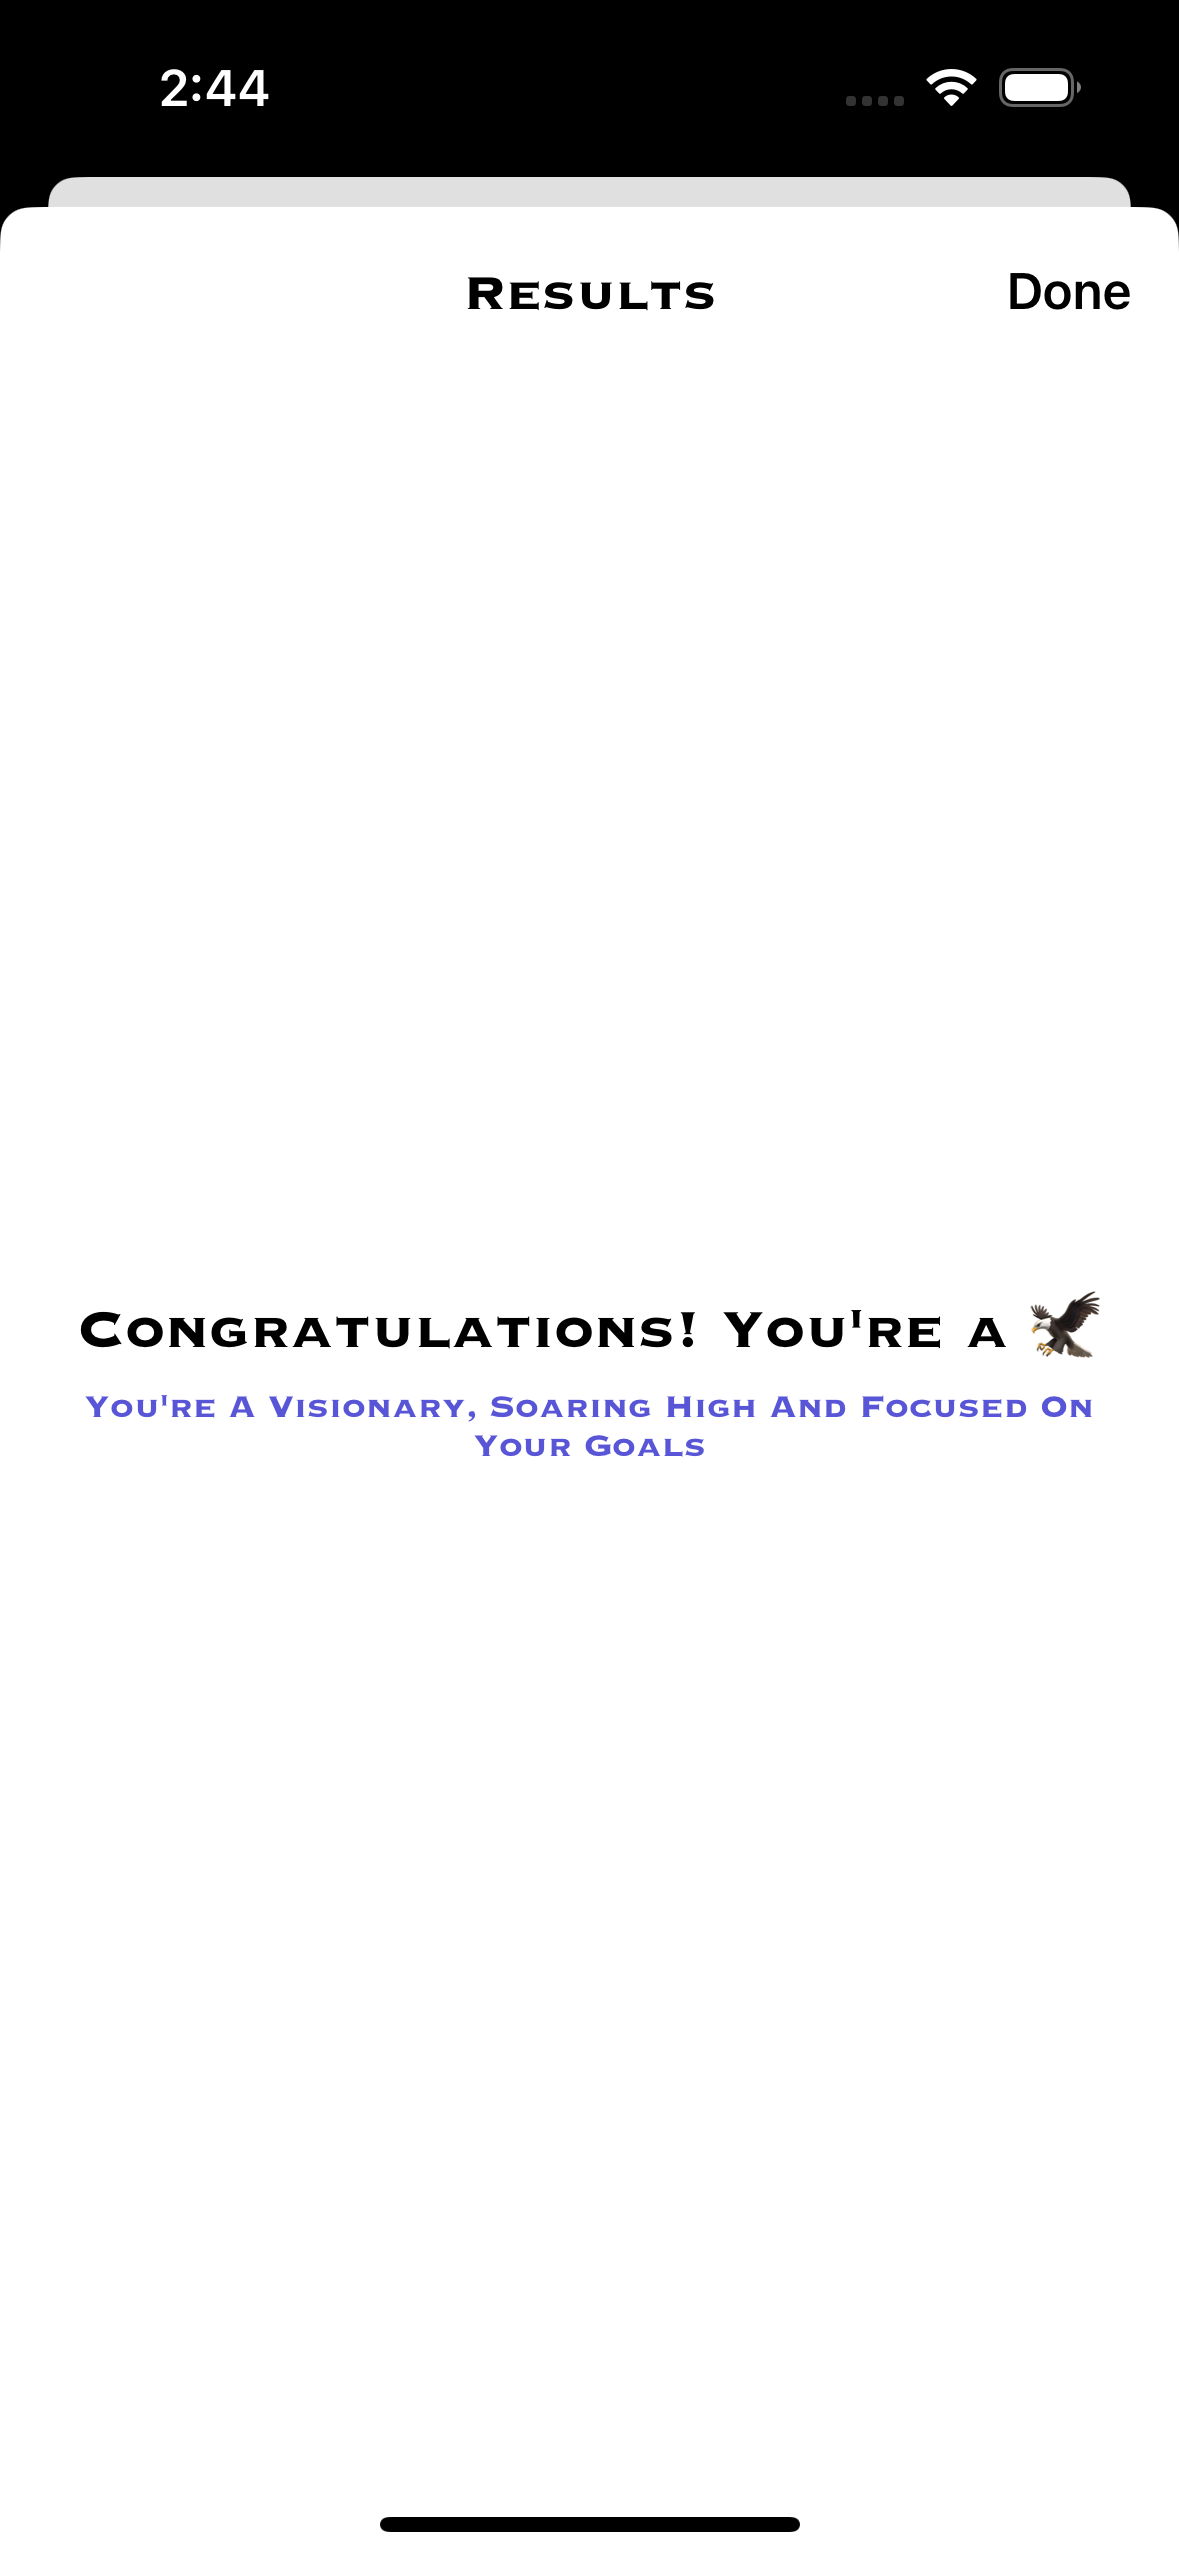 2:44
Results
Done
Congratulations! You're a 🦅
You're A Visionary, Soaring High And Focused On
Your Goals